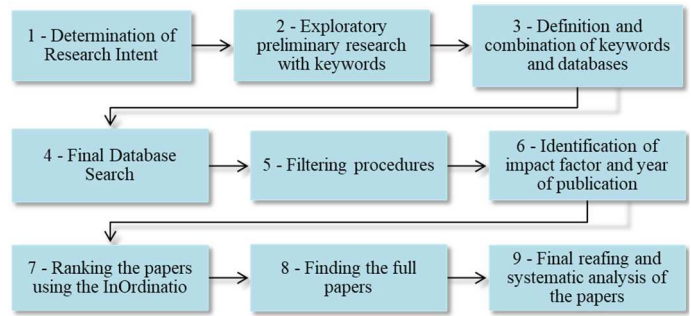 1 - Determination of
Research Intent
2 - Exploratory
preliminary research
with keywords
3 - Definition and
combination of keywords
and databases
4 - Final Database
Search
5 - Filtering procedures
6 - Identification of
impact factor and year
of publication
7 - Ranking the papers
using the InOrdinatio
8 - Finding the full
papers
9 - Final reafing and
systematic analysis of
the papers